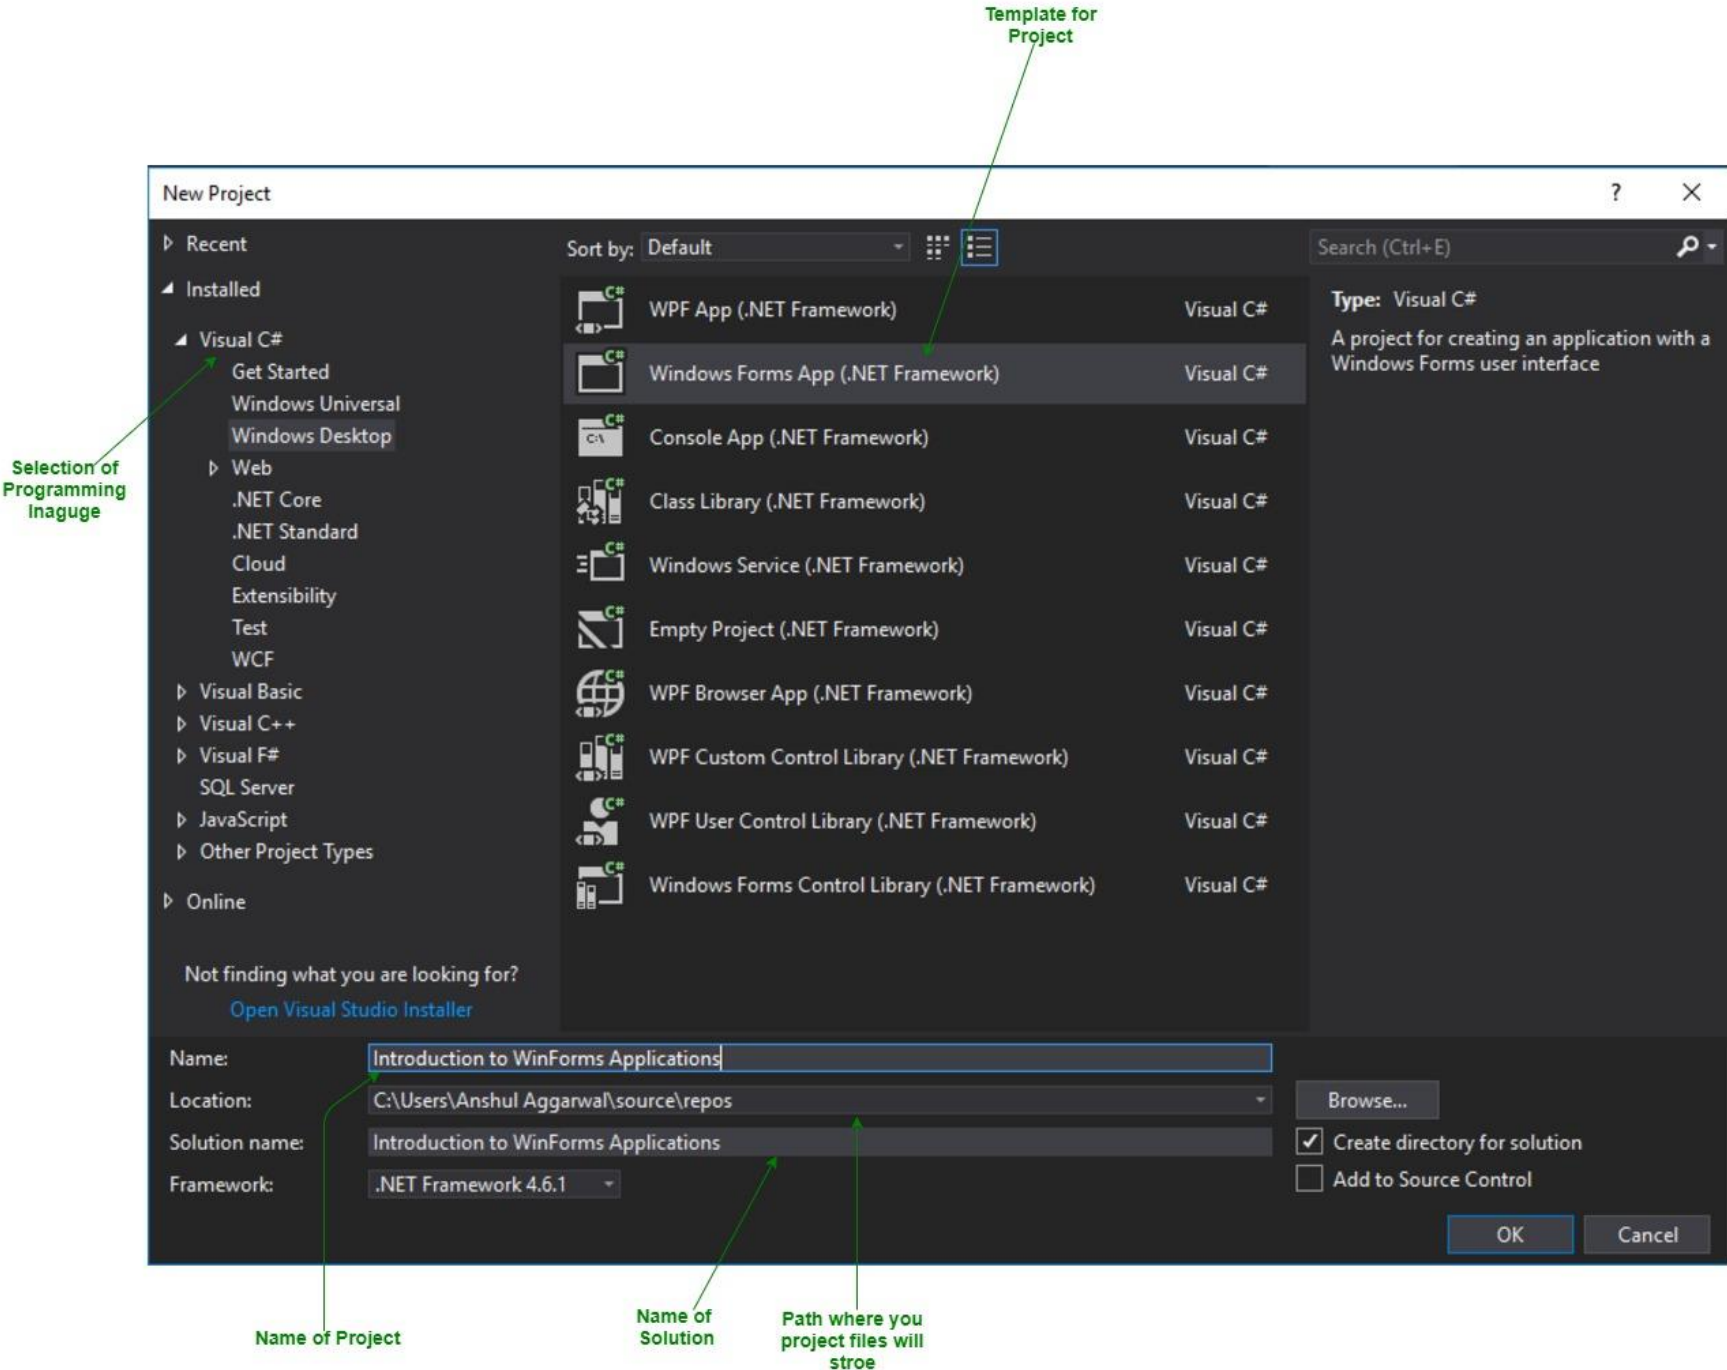 Template for
Project
New Project
?
Recent
Sort by: Default
Search (Ctrl+E)
Installed
Visual C#
Get Started
Windows Universal
Windows Desktop
Web
.NET Core
.NET Standard
Cloud
Extensibility
Test
WCF
Visual Basic
Visual C++
Visual F#
SQL Server
JavaScript
Other Project Types
Online
Not finding what you are looking for?
Open Visual Studio Installer
Selection of
Programming
lnaguge
C# WPF App (.NET Framework) Visual C#
C# Windows Forms App (.NET Framework) Visual C#
C# C:\ Console App (.NET Framework) Visual C#
C# Class Library (.NET Framework) Visual C#
C# Windows Service (.NET Framework) Visual C#
C# Empty Project (.NET Framework) Visual C#
C# WPF Browser App (.NET Framework) Visual C#
C# WPF Custom Control Library (.NET Framework) Visual C#
C# WPF User Control Library (.NET Framework) Visual C#
C# Windows Forms Control Library (.NET Framework) Visual C#
Type: Visual C#
A project for creating an application with a
Windows Forms user interface
Name: Introduction to WinForms Applications
Location: C:\Users\Anshul Aggarwal\source\repos Browse...
Solution name: Introduction to WinForms Applications Create directory for solution
Framework: .NET Framework 4.6.1 Add to Source Control
OK Cancel
Name of Project
Name of
Solution
Path where you
project files will
stroe